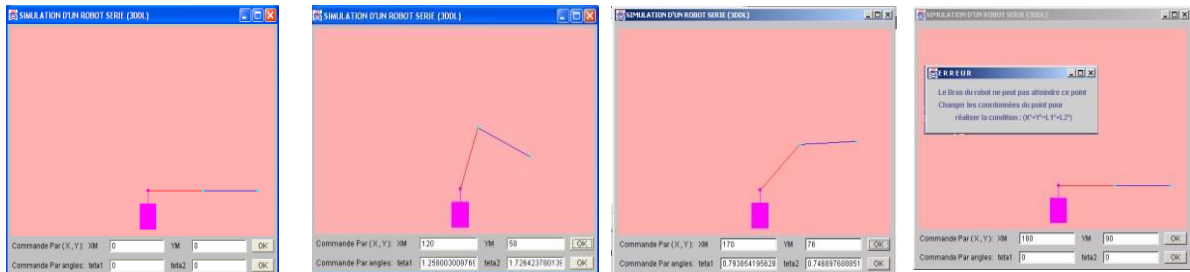 SIMULATION D'UN ROBOT SERIE (3DDL)
Commande Par (X, Y): XM 0 YM 0 OK
Commande Par angles: teta1 0 teta2 0 OK
SIMULATION D'UN ROBOT SERIE (3DDL)
Commande Par (X, Y): XM 120 YM 50 OK
Commande Par angles: teta1 teta2 OK
SIMULATION D'UN ROBOT SERIE (3DDL)
Commande Par (X, Y): XM 170 YM 76 OK
Commande Par angles: teta1 teta2 OK
SIMULATION D'UN ROBOT SERIE (3DDL)
ERREUR
Le Bras du robot ne peut pas atteindre ce point
Changer les coordonnées du point pour
réaliser la condition :
Commande Par (X, Y): XM 160 YM 90 OK
Commande Par angles: teta1 0 teta2 0 OK